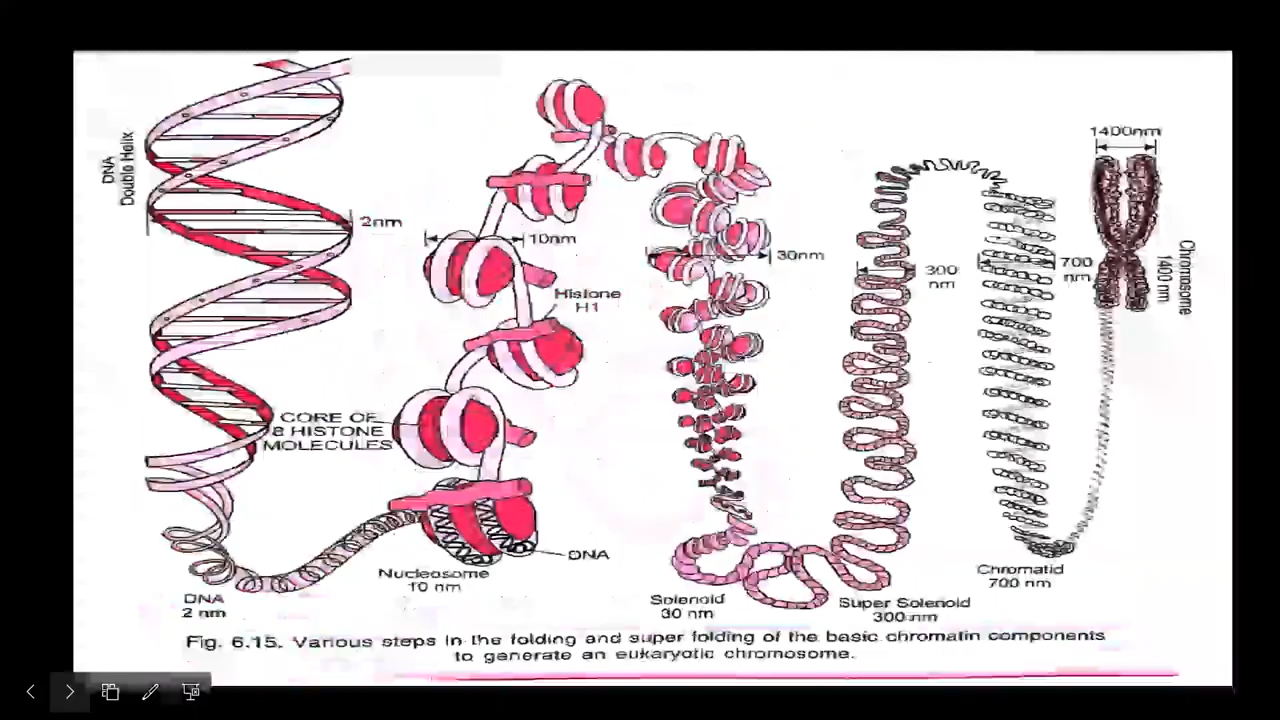 DNA
Double Helix
2nm
10nm
Histone
H1
CORE OF
8 HISTONE
MOLECULES
DNA
Nucleosome
10 nm
DNA
2 nm
30nm
Solenoid
30 nm
300
nm
Super Solenoid
300nm
700
nm
Chromatid
700 nm
1400nm
Chromosome
1400 nm
Fig. 6.15. Various steps in the folding and super folding of the basic chromatin components
to generate an eukaryotic chromosome.